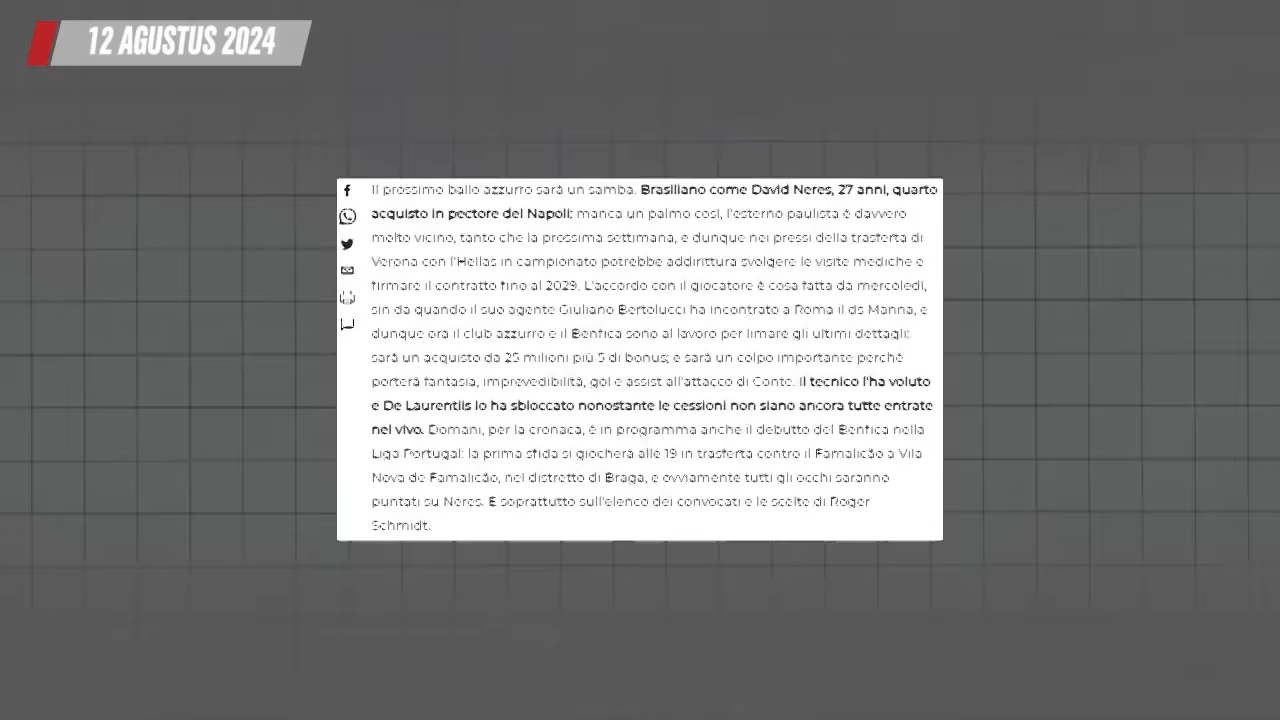 12 AGUSTUS 2024
Il prossimo ballo azzurro sarà un samba. Brasiliano come David Neres, 27 anni, quarto
acquisto in pectore del Napoli: manca un palmo così, l'esterno paulista è davvero
molto vicino, tanto che la prossima settimana, e dunque nei pressi della trasferta di
Verona con l'Hellas in campionato potrebbe addirittura svolgere le visite mediche e
firmare il contratto fino al 2029. L'accordo con il giocatore è cosa fatta da mercoledì,
sin da quando il suo agente Giuliano Bertolucci ha incontrato a Roma il ds Manna, e
dunque ora il club azzurro e il Benfica sono al lavoro per limare gli ultimi dettagli:
sarà un acquisto da 25 milioni più 5 di bonus; e sarà un colpo importante perché
porterà fantasia, imprevedibilità, gol e assist all'attacco di Conte. Il tecnico l'ha voluto
e De Laurentiis lo ha sbloccato nonostante le cessioni non siano ancora tutte entrate
nel vivo. Domani, per la cronaca, è in programma anche il debutto del Benfica nella
Liga Portugal: la prima sfida si giocherà alle 19 in trasferta contro il Famalicão a Vila
Nova de Famalicão, nel distretto di Braga, e ovviamente tutti gli occhi saranno
puntati su Neres. E soprattutto sull'elenco dei convocati e le scelte di Roger
Schmidt.